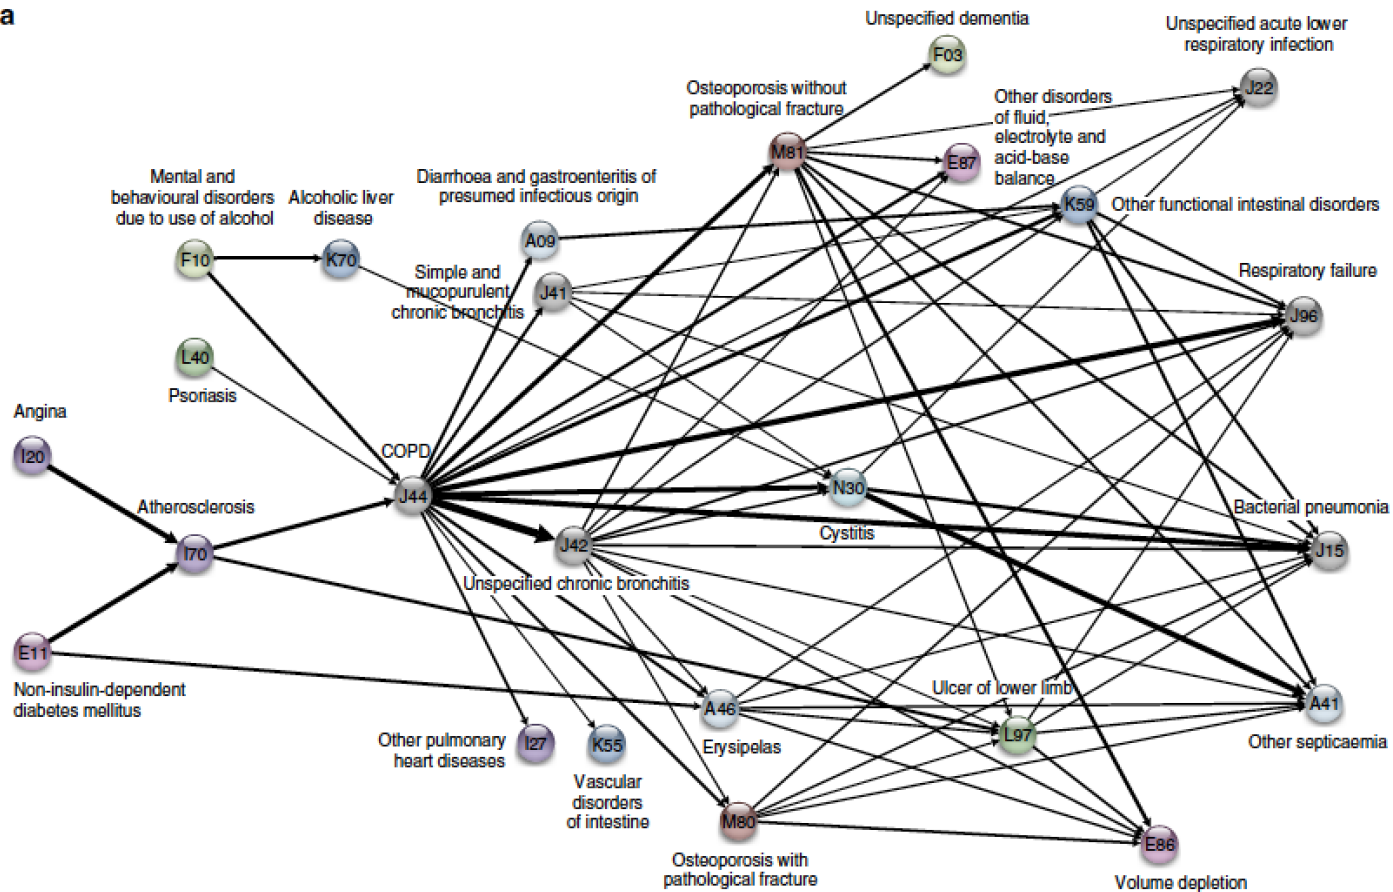 a
Unspecified dementia
F03
Unspecified acute lower
respiratory infection
J22
Osteoporosis without
pathological fracture
M81
Other disorders
of fluid,
electrolyte and
acid-base
balance
E87
Mental and
behavioural disorders
due to use of alcohol
F10
Alcoholic liver
disease
K70
Diarrhoea and gastroenteritis of
presumed infectious origin
A09
K59
Other functional intestinal disorders
Simple and
mucopurulent
chronic bronchitis
J41
Respiratory failure
J96
L40
Psoriasis
Angina
I20
COPD
J44
Atherosclerosis
I70
N30
Cystitis
J42
Unspecified chronic bronchitis
Bacterial pneumonia
J15
E11
Non-insulin-dependent
diabetes mellitus
A46
Erysipelas
Ulcer of lower limb
L97
A41
Other septicaemia
Other pulmonary
heart diseases
I27
K55
Vascular
disorders
of intestine
M80
Osteoporosis with
pathological fracture
E86
Volume depletion